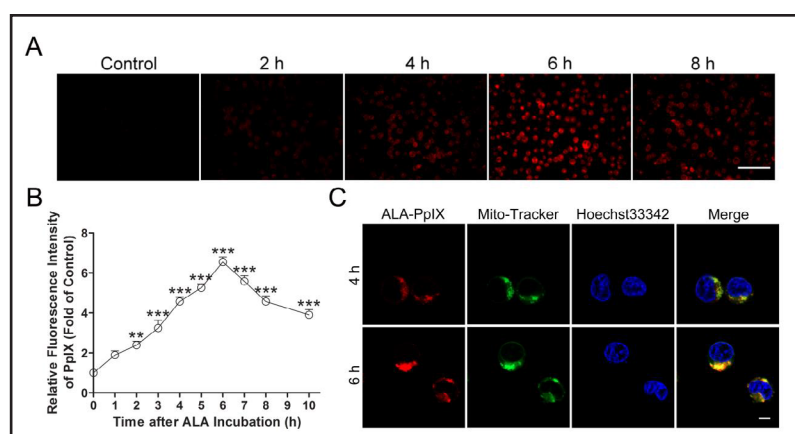 A
Control 2 h 4 h 6 h 8 h
B
Relative Fluorescence Intensity
of PpIX (Fold of Control)
8
6
4
2
0
** *** *** *** *** *** *** ***
0 1 2 3 4 5 6 7 8 9 10
Time after ALA Incubation (h)
C
ALA-PpIX Mito-Tracker Hoechst33342 Merge
4 h
6 h